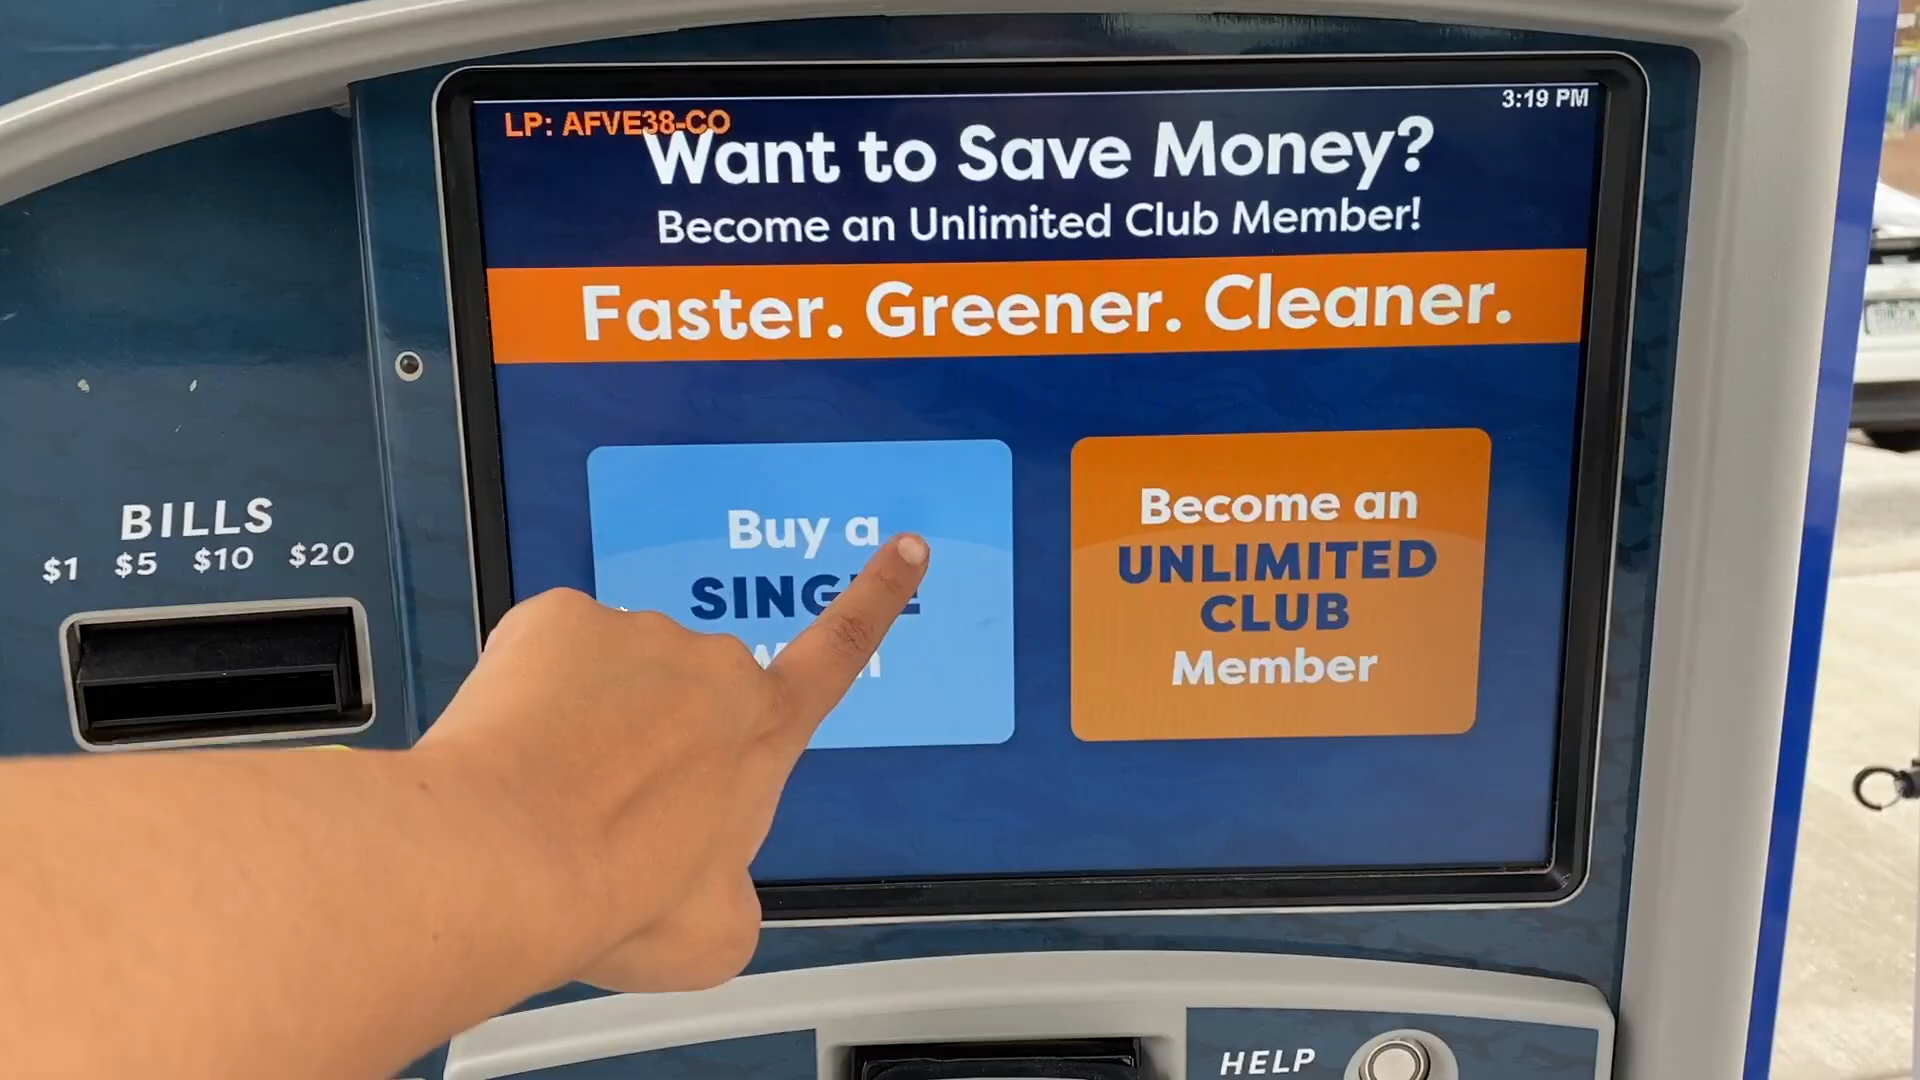 LP: AFVE38-CO
3:19 PM
Want to Save Money?
Become an Unlimited Club Member!
Faster. Greener. Cleaner.
Buy a
Become an
UNLIMITED
CLUB
Member
BILLS
$1 $5 $10 $20
HELP